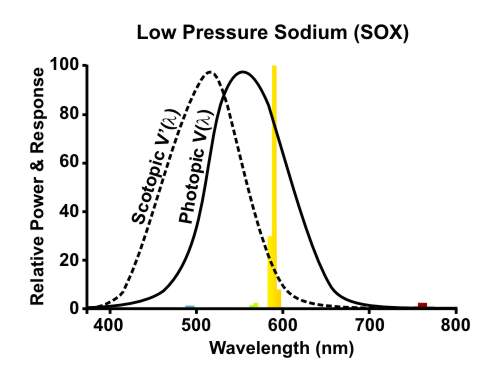 Low Pressure Sodium (SOX)
Relative Power & Response
100
80
60
40
20
0
Scotopic V'(λ)
Photopic V(λ)
400 500 600 700 800
Wavelength (nm)